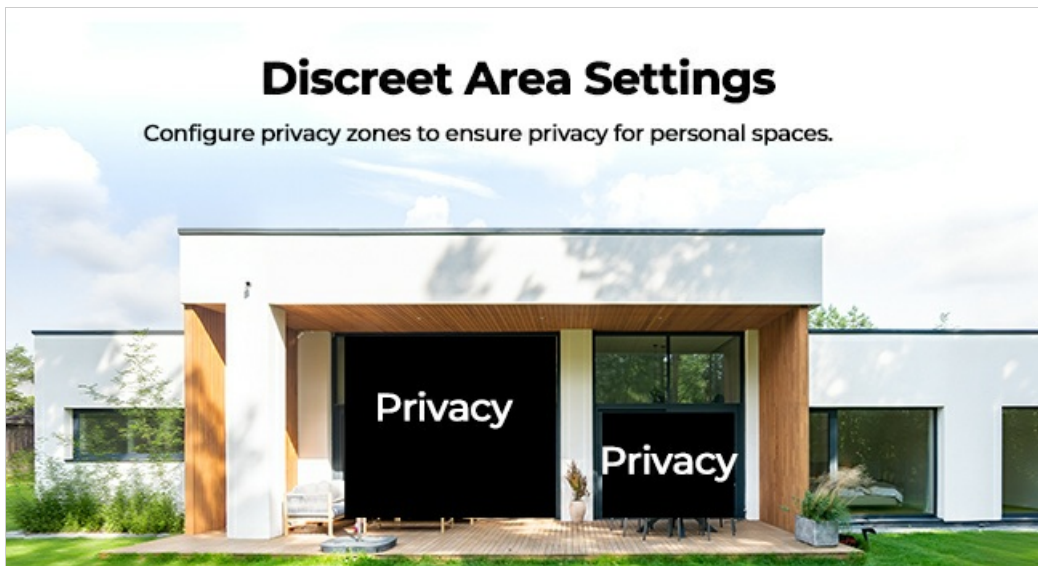 Discreet Area Settings
Configure privacy zones to ensure privacy for personal spaces.
Privacy
Privacy